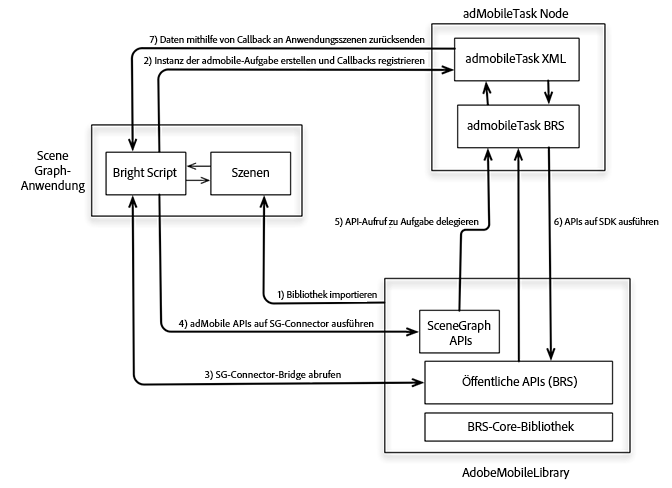 adMobileTask Node
7) Daten mithilfe von Callback an Anwendungsszenen zurücksenden
admobileTask XML
2) Instanz der admobile-Aufgabe erstellen und Callbacks registrieren
admobileTask BRS
Scene
Graph-
Anwendung
Bright Script
Szenen
5) API-Aufruf zu Aufgabe delegieren
6) APIs auf SDK ausführen
1) Bibliothek importieren
4) adMobile APIs auf SG-Connector ausführen
SceneGraph
APIs
3) SG-Connector-Bridge abrufen
Öffentliche APIs (BRS)
BRS-Core-Bibliothek
AdobeMobileLibrary